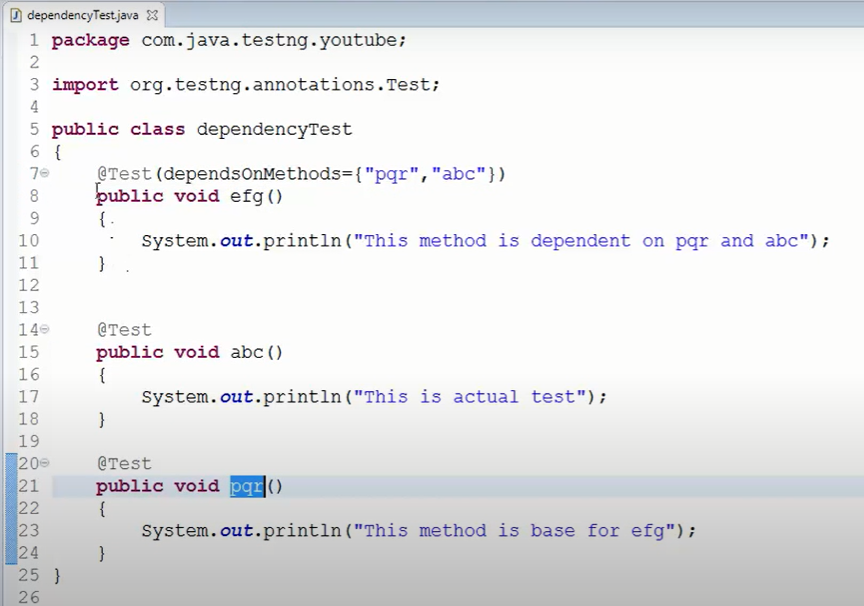 dependencyTest.java
1 package com.java.testng.youtube;
2
3 import org.testng.annotations.Test;
4
5 public class dependencyTest
6 {
7 @Test(dependsOnMethods={"pqr","abc"})
8 public void efg()
9 {
10 System.out.println("This method is dependent on pqr and abc");
11 }
12
13
14 @Test
15 public void abc()
16 {
17 System.out.println("This is actual test");
18 }
19
20 @Test
21 public void pqr()
22 {
23 System.out.println("This method is base for efg");
24 }
25 }
26